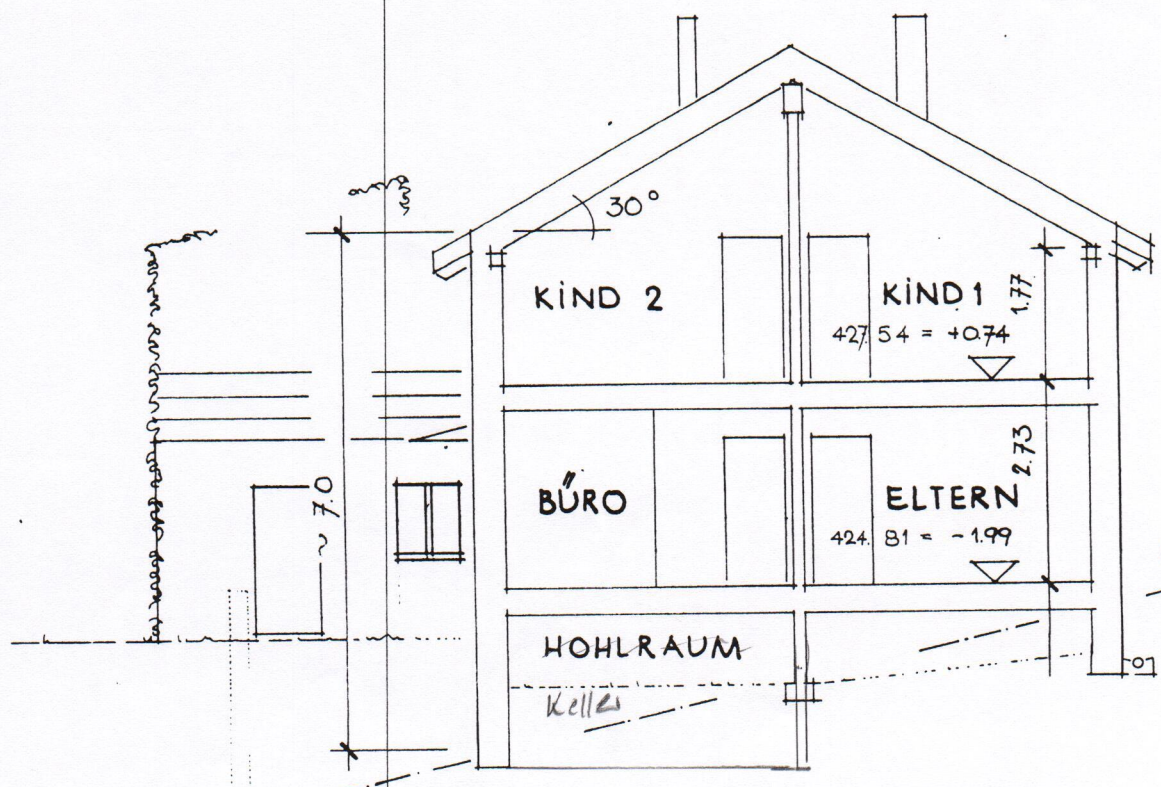 30°
KIND 2
KIND 1
1.77
427.54 = +0.74
2.73
BÜRO
ELTERN
~ 7.0
424.81 = -1.99
HOHLRAUM
Keller